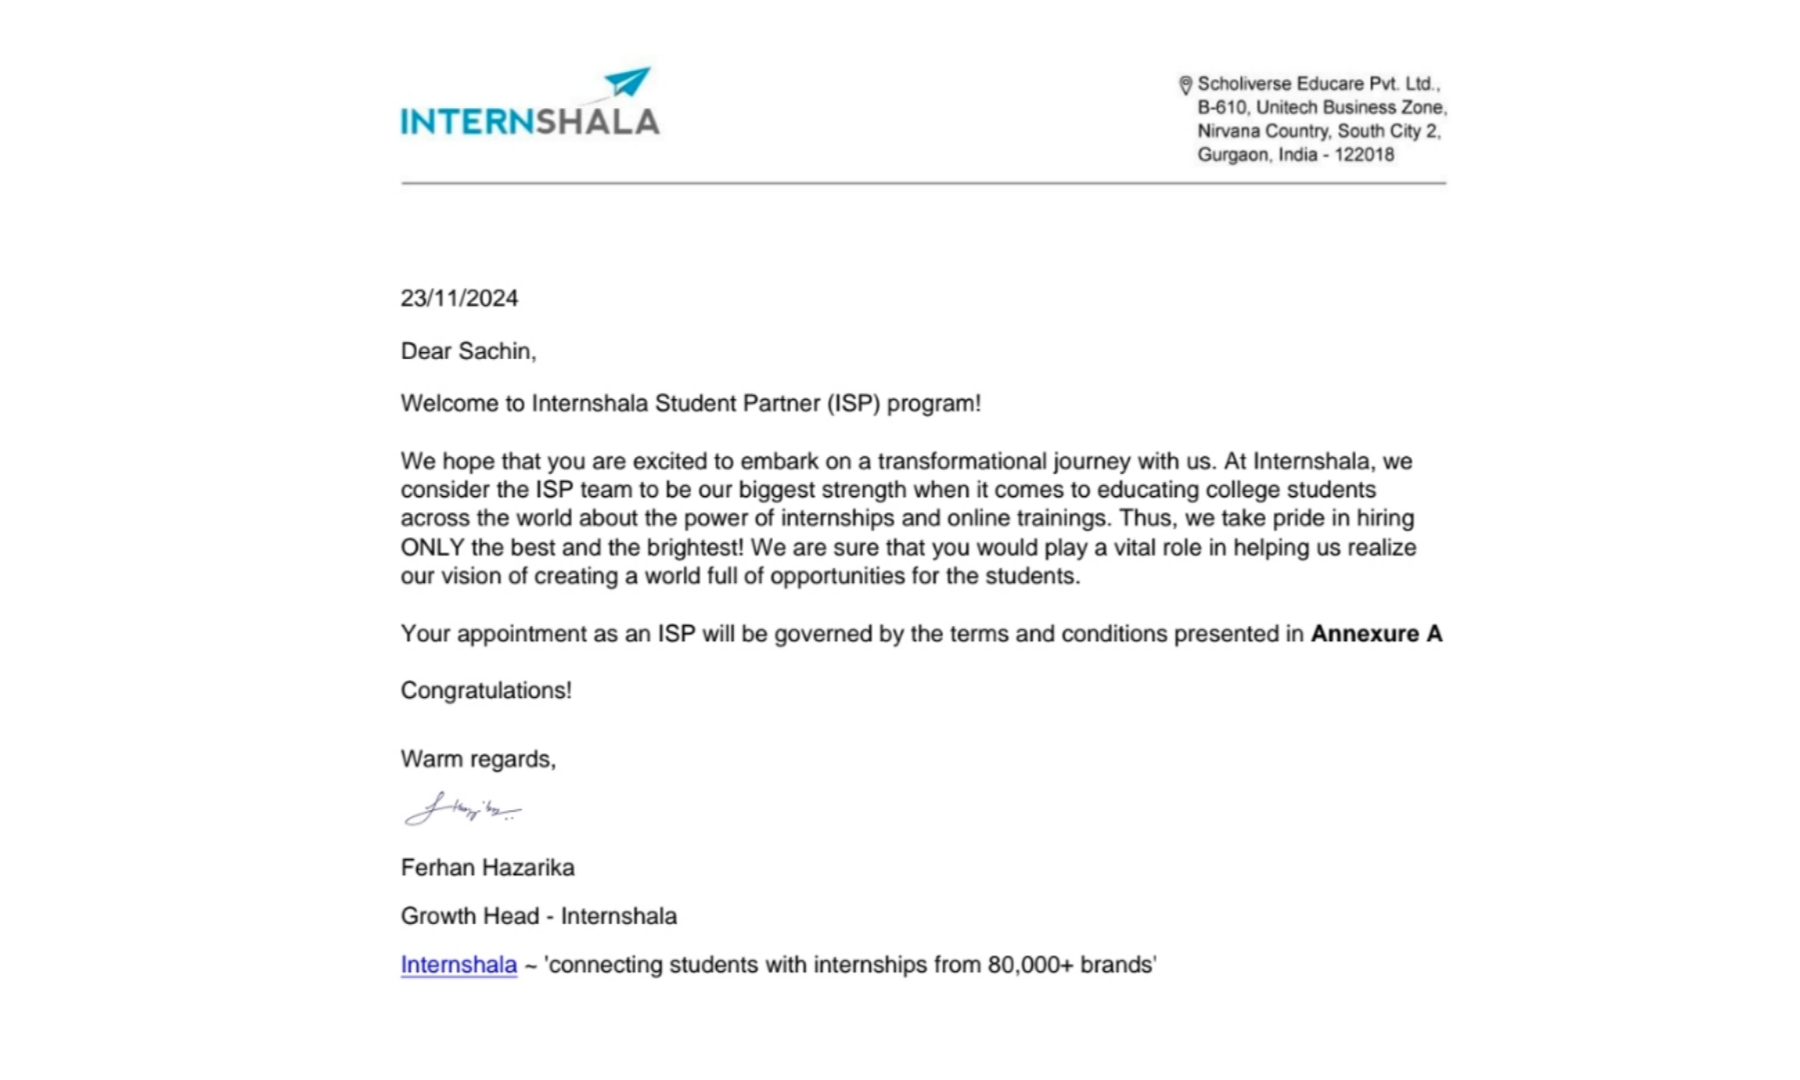 INTERNSHALA
Scholiverse Educare Pvt. Ltd.,
B-610, Unitech Business Zone,
Nirvana Country, South City 2,
Gurgaon, India - 122018
23/11/2024
Dear Sachin,
Welcome to Internshala Student Partner (ISP) program!
We hope that you are excited to embark on a transformational journey with us. At Internshala, we
consider the ISP team to be our biggest strength when it comes to educating college students
across the world about the power of internships and online trainings. Thus, we take pride in hiring
ONLY the best and the brightest! We are sure that you would play a vital role in helping us realize
our vision of creating a world full of opportunities for the students.
Your appointment as an ISP will be governed by the terms and conditions presented in Annexure A
Congratulations!
Warm regards,
Ferhan Hazarika
Growth Head - Internshala
Internshala ~ 'connecting students with internships from 80,000+ brands'